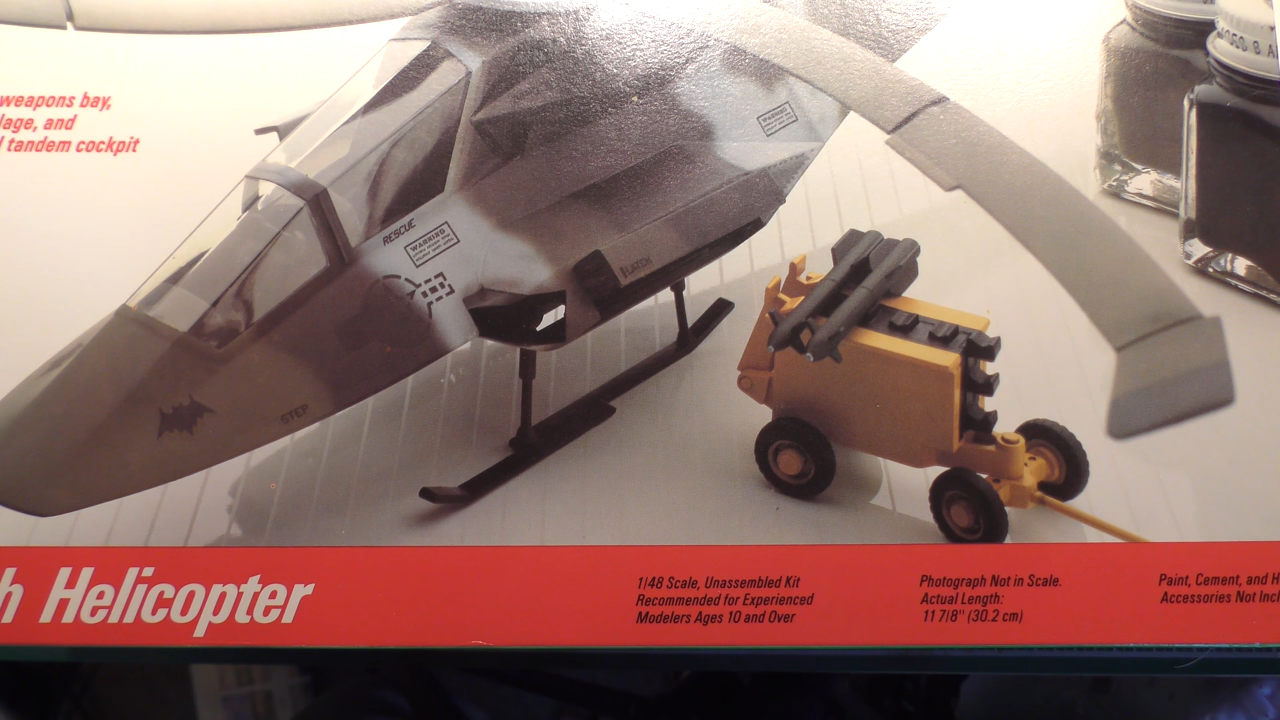 weapons bay,
lage, and
l tandem cockpit
WARNING
RESCUE
WARNING
LATCH
STEP
h Helicopter
1/48 Scale, Unassembled Kit
Recommended for Experienced
Modelers Ages 10 and Over
Photograph Not in Scale.
Actual Length:
11 7/8" (30.2 cm)
Paint, Cement, and H
Accessories Not Incl